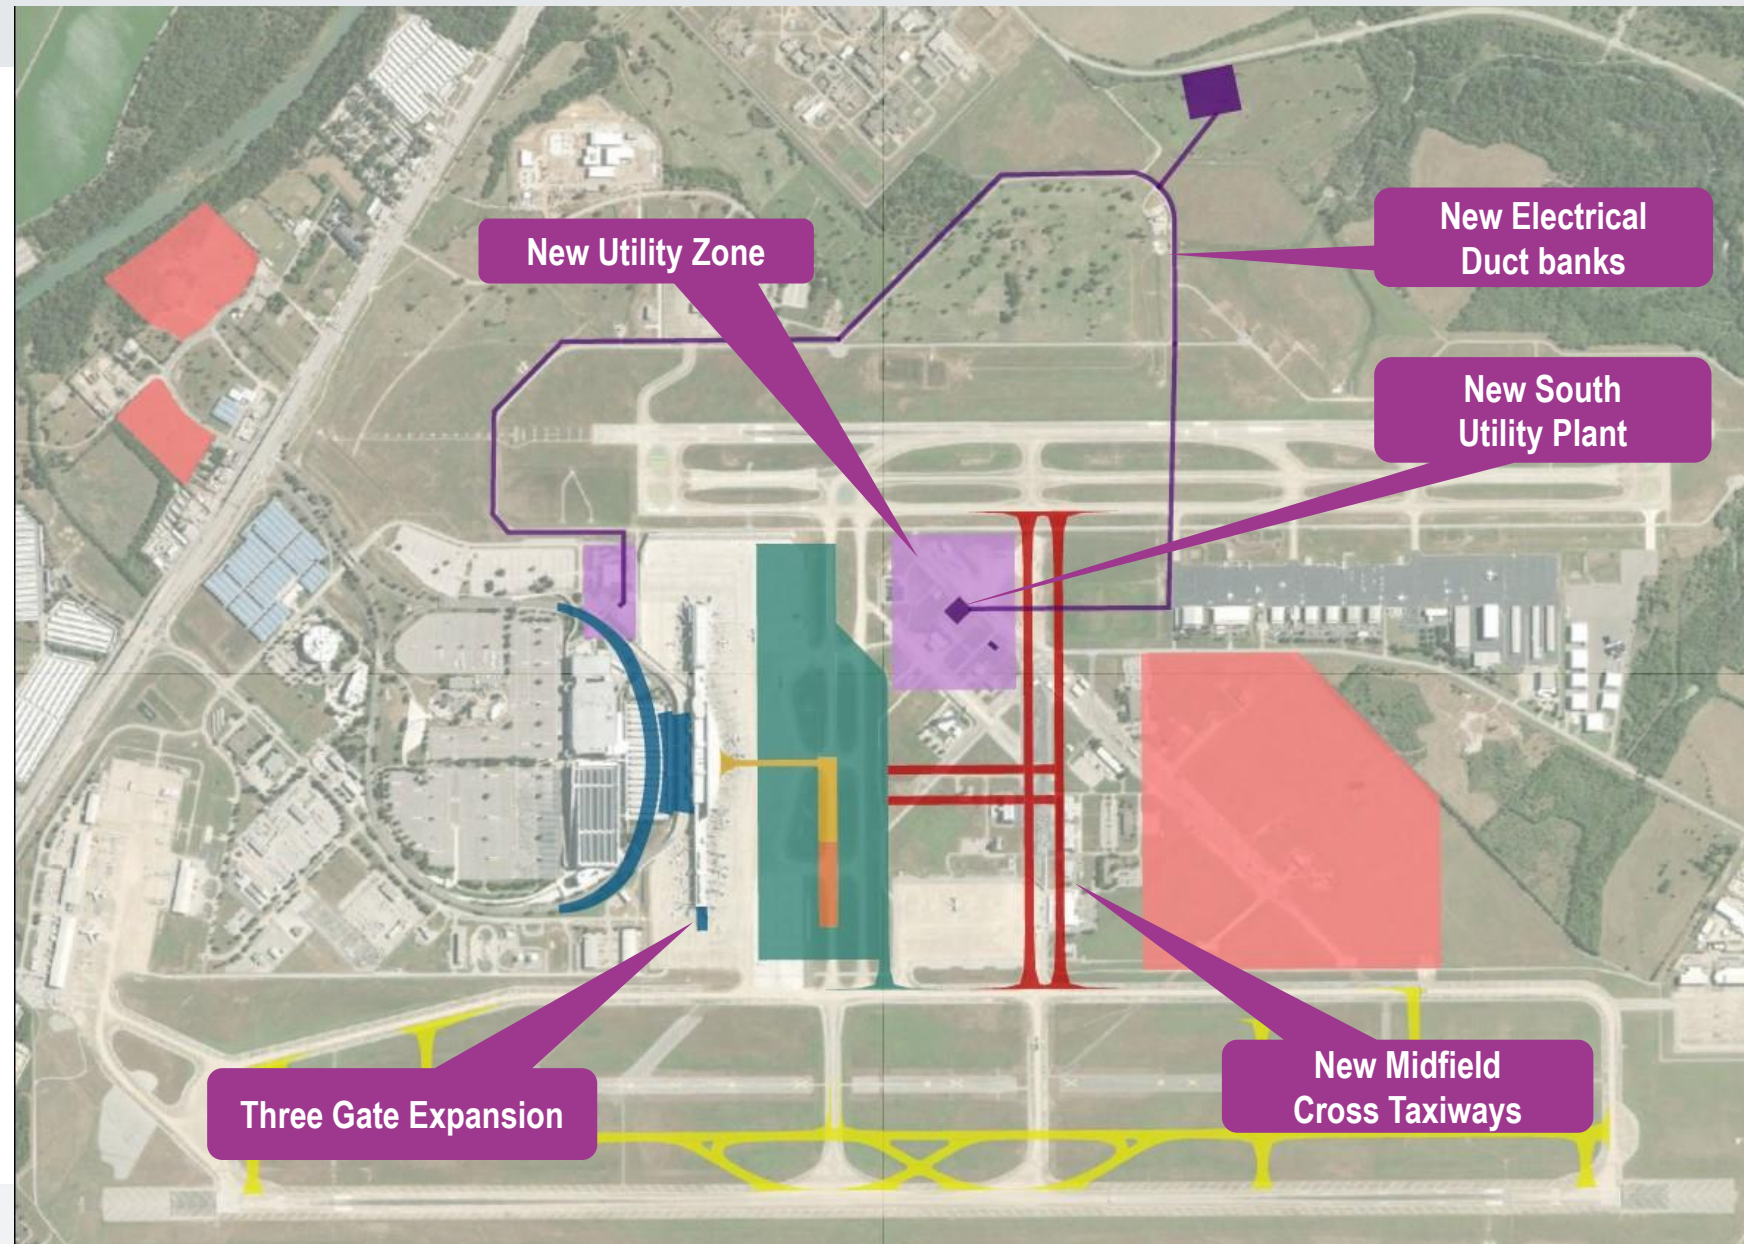 New Utility Zone
New Electrical
Duct banks
New South
Utility Plant
Three Gate Expansion
New Midfield
Cross Taxiways